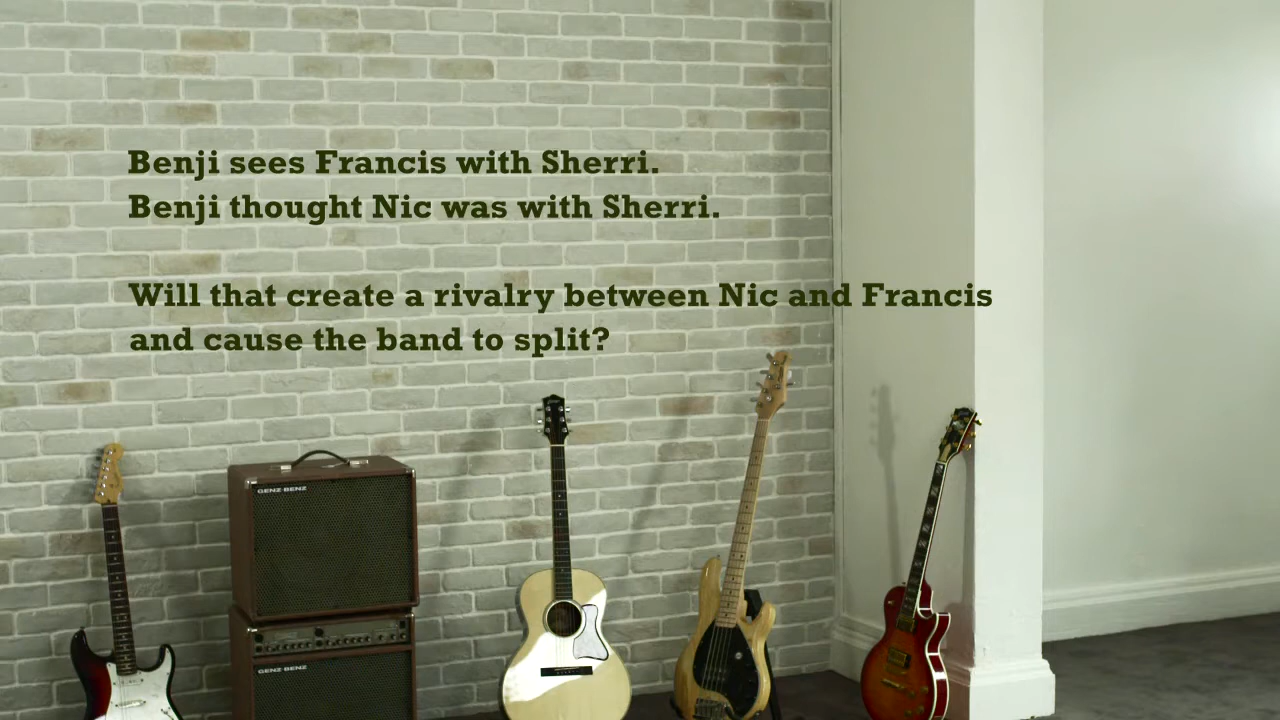 Benji sees Francis with Sherri.
Benji thought Nic was with Sherri.
Will that create a rivalry between Nic and Francis
and cause the band to split?
GENZ·BENZ
GENZ·BENZ